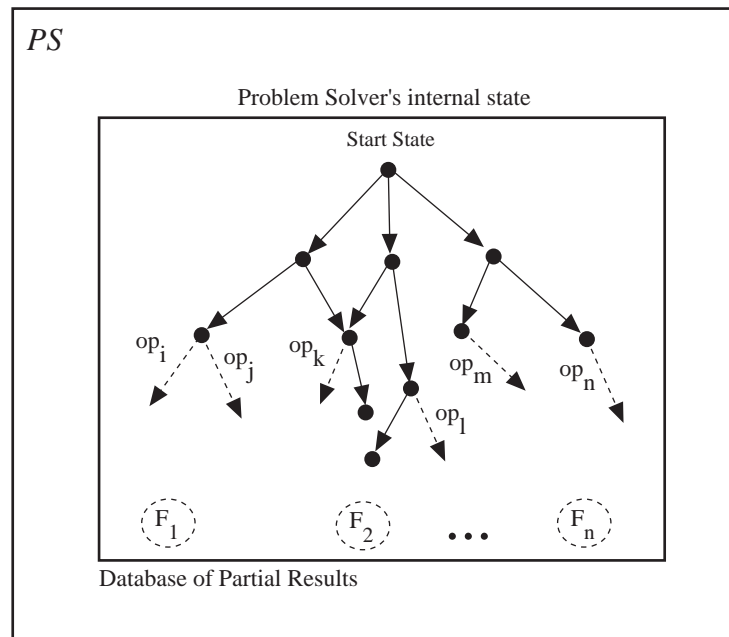 PS
Problem Solver's internal state
Start State
op_i
op_j
op_k
op_m
op_n
op_l
F_1
F_2
• • •
F_n
Database of Partial Results